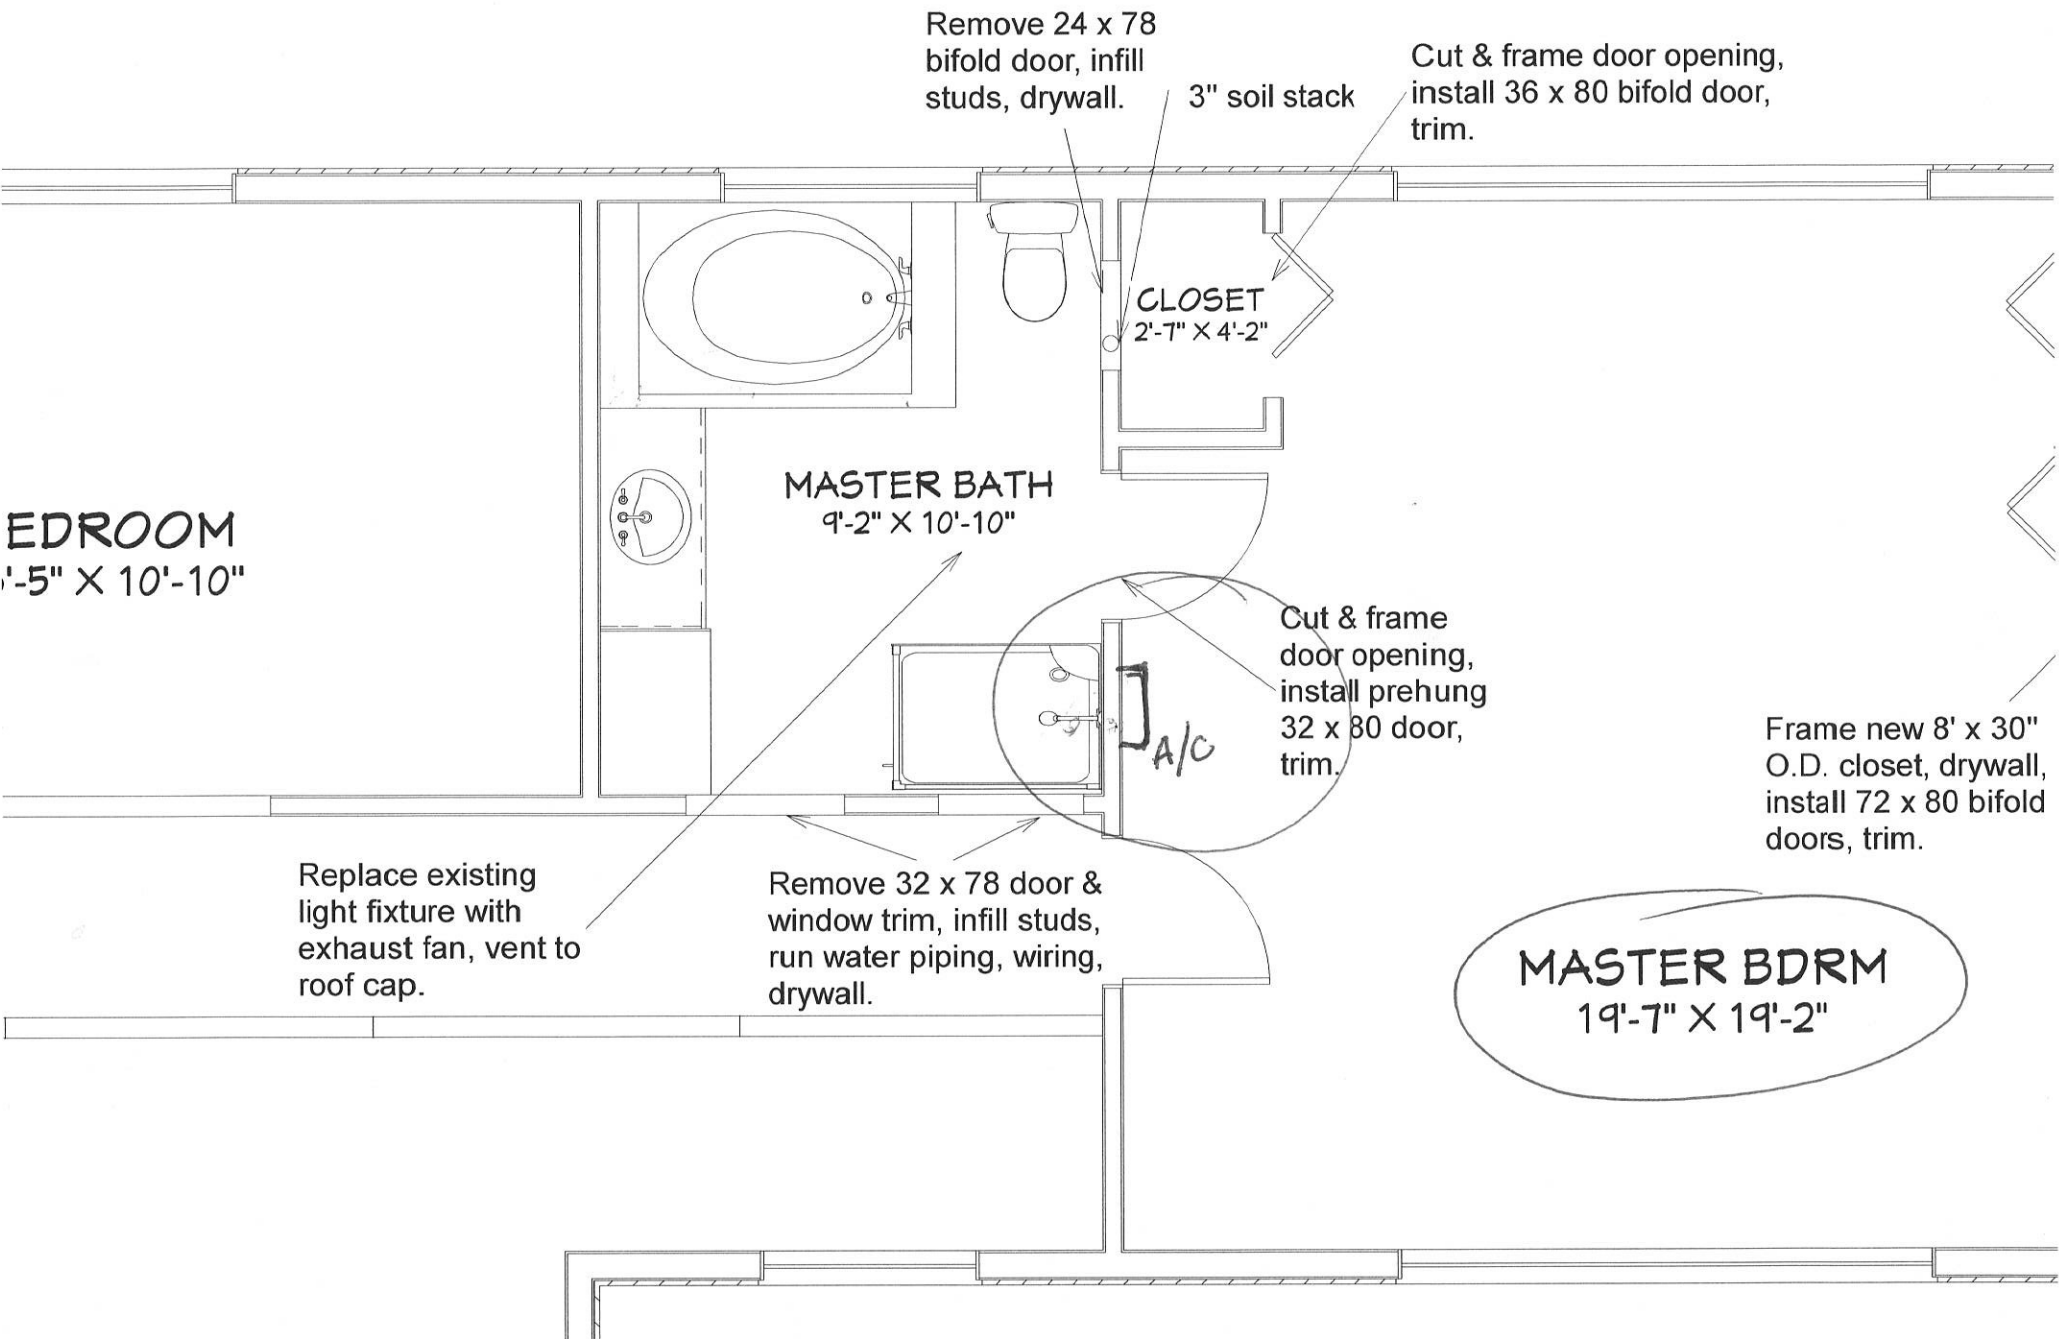 Remove 24 x 78
bifold door, infill
studs, drywall.
3" soil stack
Cut & frame door opening,
install 36 x 80 bifold door,
trim.
CLOSET
2'-7" X 4'-2"
MASTER BATH
9'-2" X 10'-10"
EDROOM
'-5" X 10'-10"
Cut & frame
door opening,
install prehung
32 x 80 door,
trim.
A/C
Frame new 8' x 30"
O.D. closet, drywall,
install 72 x 80 bifold
doors, trim.
Replace existing
light fixture with
exhaust fan, vent to
roof cap.
Remove 32 x 78 door &
window trim, infill studs,
run water piping, wiring,
drywall.
MASTER BDRM
19'-7" X 19'-2"